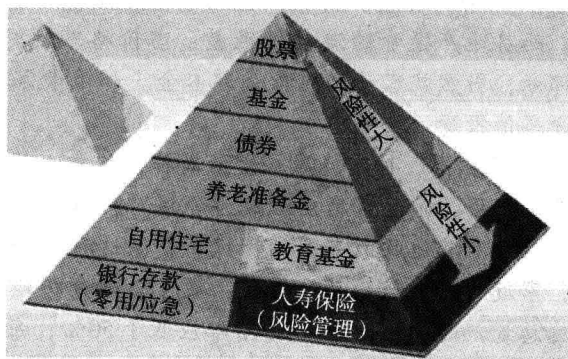 股票
基金
债券
养老准备金
自用住宅
教育基金
银行存款
（零用/应急）
人寿保险
（风险管理）
风险性大
风险性小